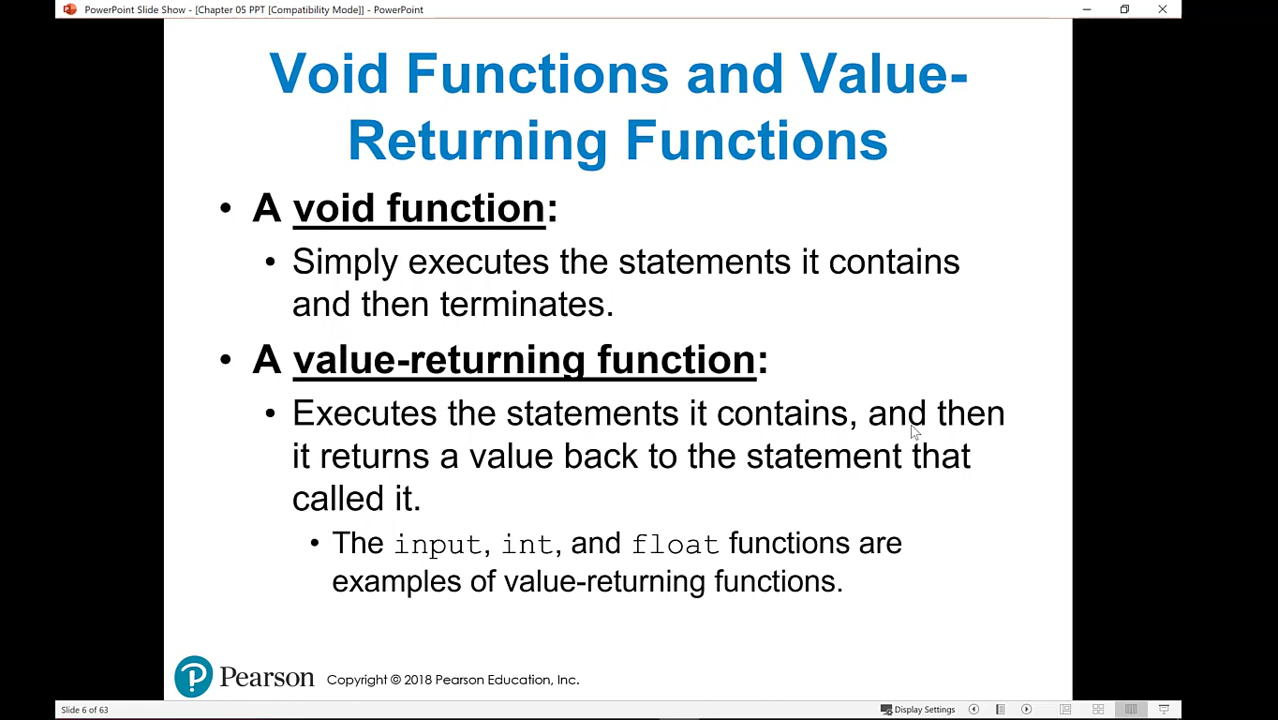 PowerPoint Slide Show - [Chapter 05 PPT [Compatibility Mode]] - PowerPoint
Void Functions and Value-
Returning Functions
• A void function:
• Simply executes the statements it contains
and then terminates.
• A value-returning function:
• Executes the statements it contains, and then
it returns a value back to the statement that
called it.
• The input, int, and float functions are
examples of value-returning functions.
Pearson Copyright © 2018 Pearson Education, Inc.
Slide 6 of 63 Display Settings